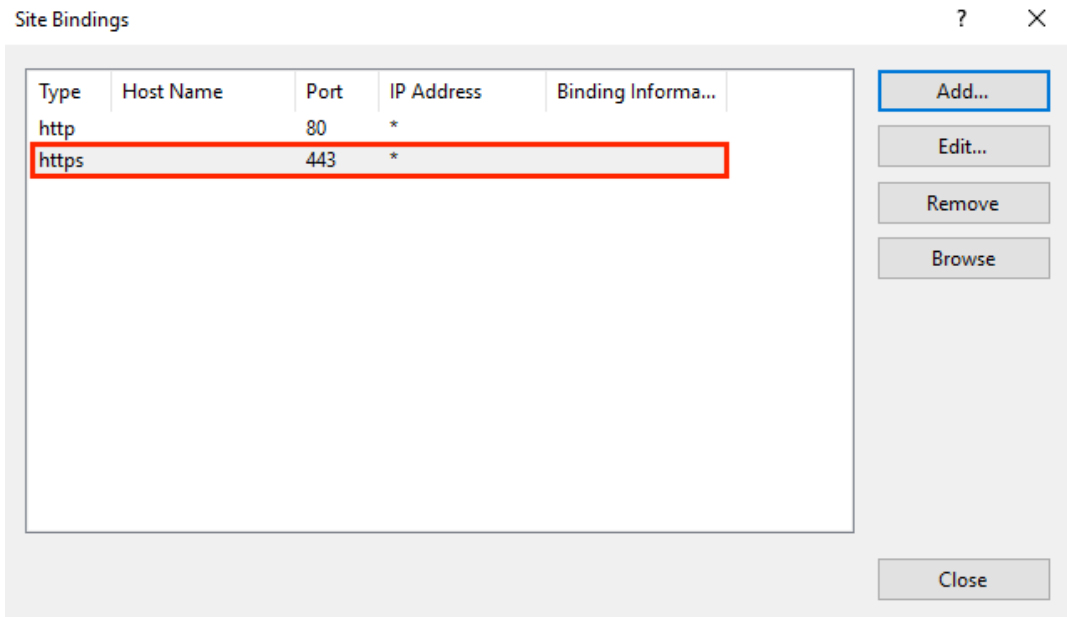 Site Bindings
? ×
Type Host Name Port IP Address Binding Informa...
http 80 *
https 443 *
Add...
Edit...
Remove
Browse
Close